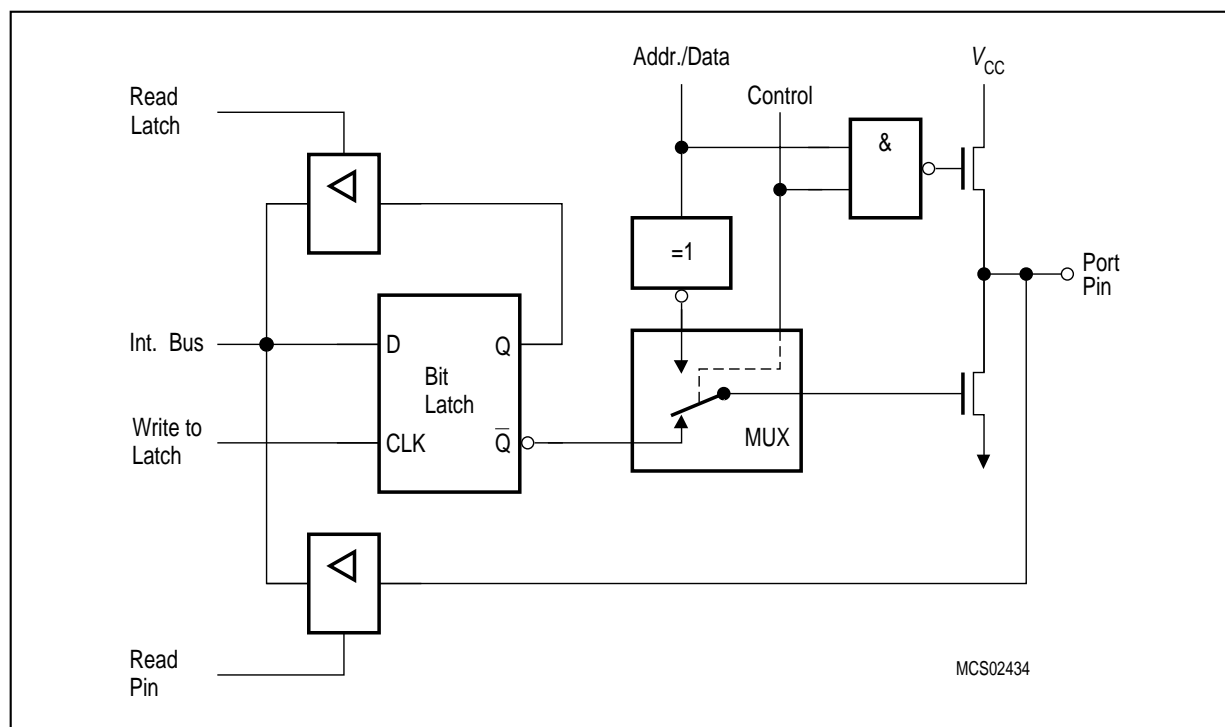 Addr./Data
V_CC
Control
Read
Latch
&
=1
Port
Pin
Int. Bus
D
Q
Bit
Latch
Write to
Latch
CLK
Q̅
MUX
Read
Pin
MCS02434